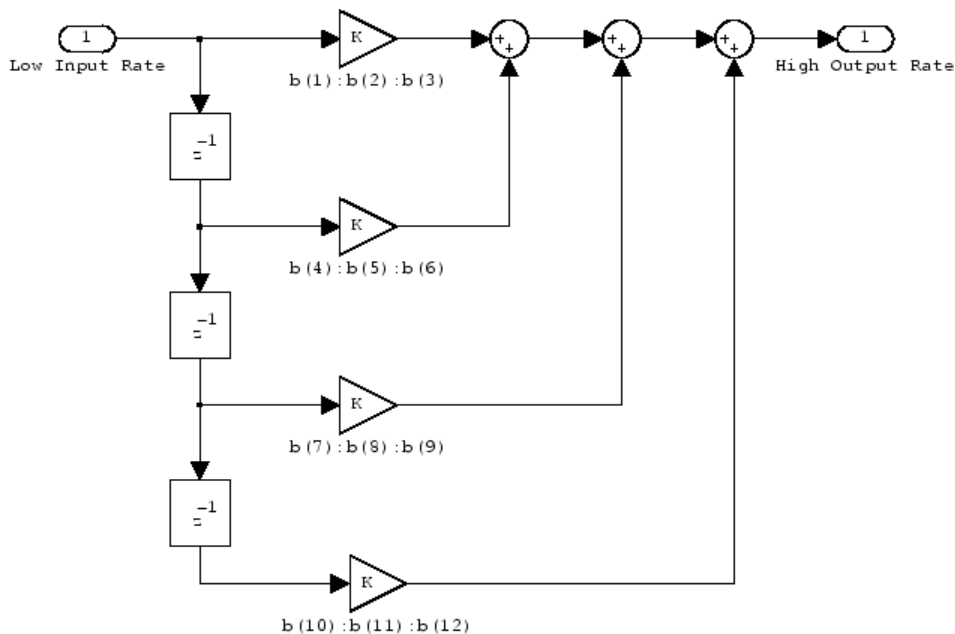 1
K
+
+
+
+
+
+
1
Low Input Rate
High Output Rate
b(1):b(2):b(3)
z-1
K
b(4):b(5):b(6)
z-1
K
b(7):b(8):b(9)
z-1
K
b(10):b(11):b(12)